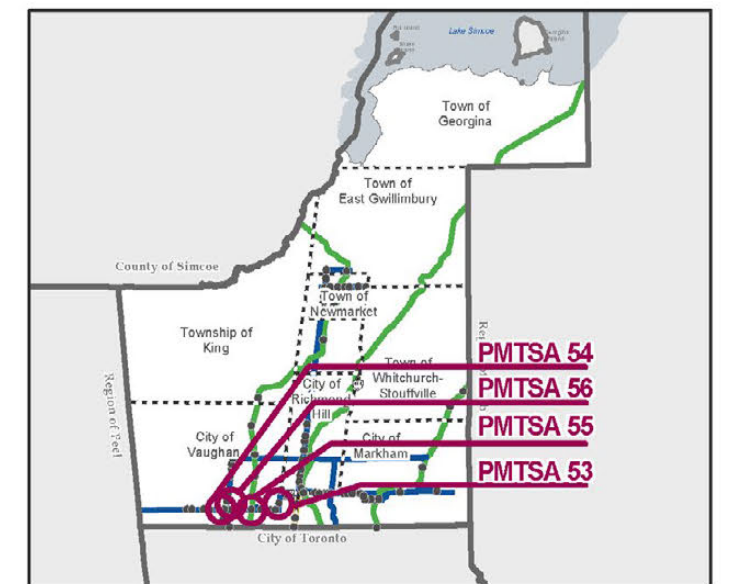 Lake Simcoe
Town of
Georgina
Town of
East Gwillimbury
County of Simcoe
Town of
Newmarket
Township of
King
PMTSA 54
Town of
Whitchurch-
Stouffville
PMTSA 56
City of
Richmond
Hill
Region of Peel
PMTSA 55
City of
Vaughan
City of
Markham
PMTSA 53
City of Toronto